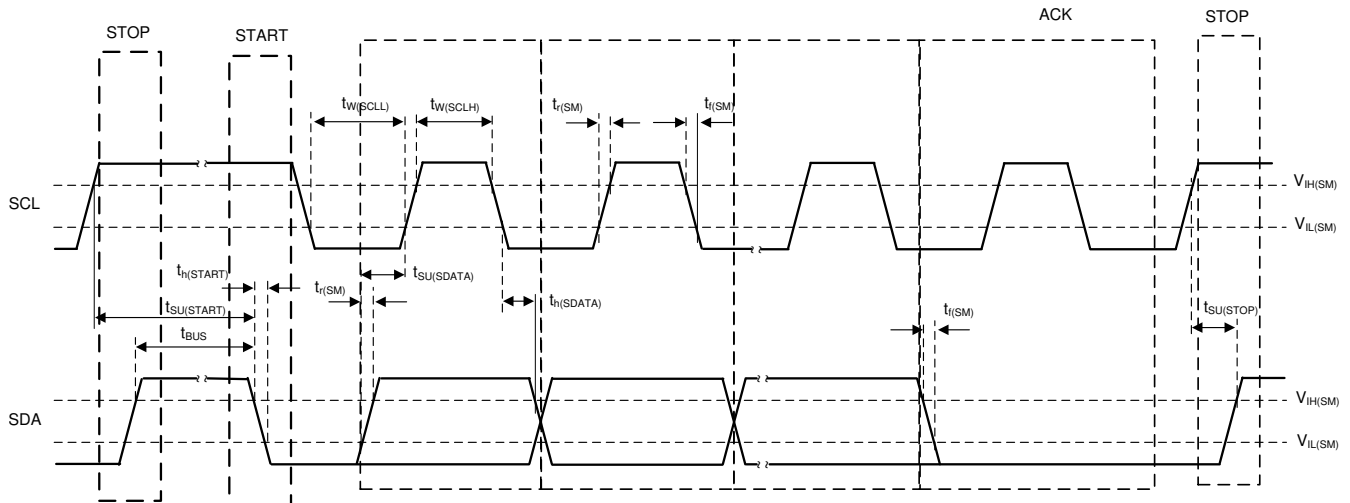 STOP
START
ACK
STOP
tW(SCLL)
tW(SCLH)
tr(SM)
tf(SM)
SCL
VIH(SM)
VIL(SM)
th(START)
tSU(START)
tBUS
tr(SM)
tSU(SDATA)
th(SDATA)
tf(SM)
tSU(STOP)
SDA
VIH(SM)
VIL(SM)